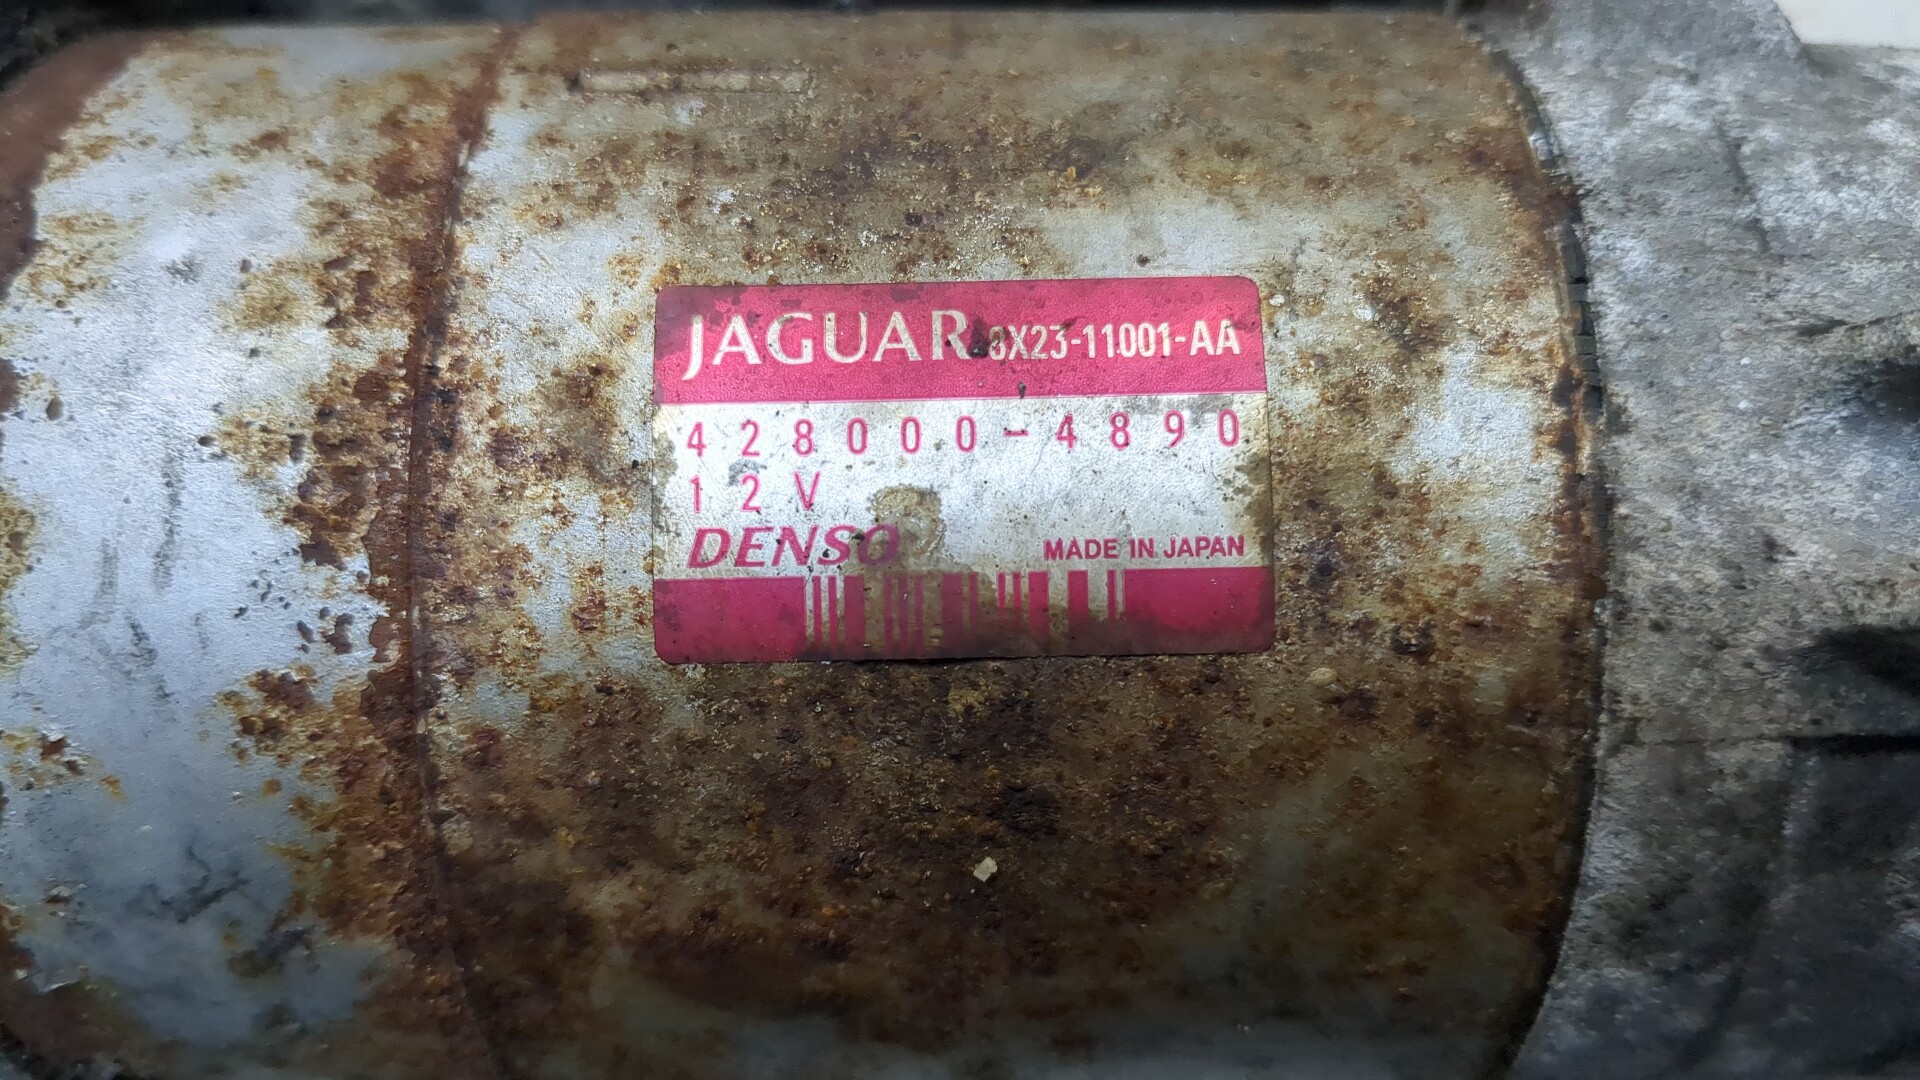 JAGUAR 8X23-11001-AA
428000-4890
12V
DENSO
MADE IN JAPAN